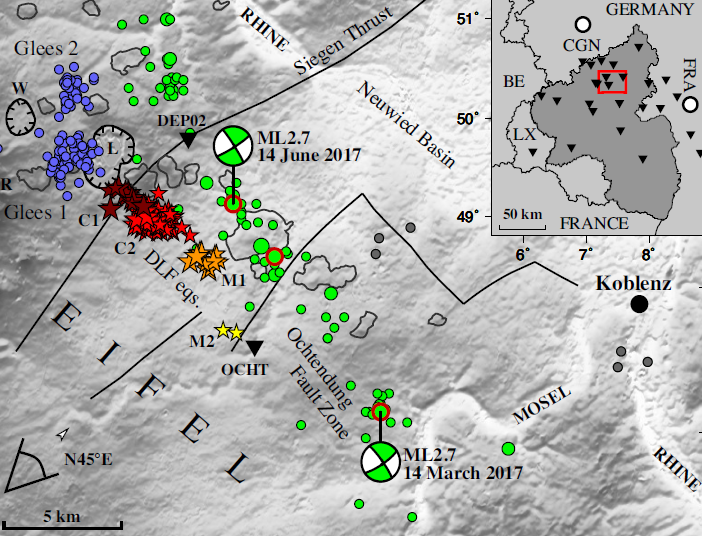 Glees 2
W
L
R
Glees 1
C1
C2
DEP02
RHINE
Siegen Thrust
Neuwied Basin
ML2.7
14 June 2017
DLF eqs.
M1
M2
OCHT
Ochtendung
Fault Zone
EIFEL
N45°E
5 km
ML2.7
14 March 2017
MOSEL
Koblenz
RHINE
GERMANY
CGN
FRA
BE
LX
FRANCE
50 km
51°
50°
49°
6°
7°
8°